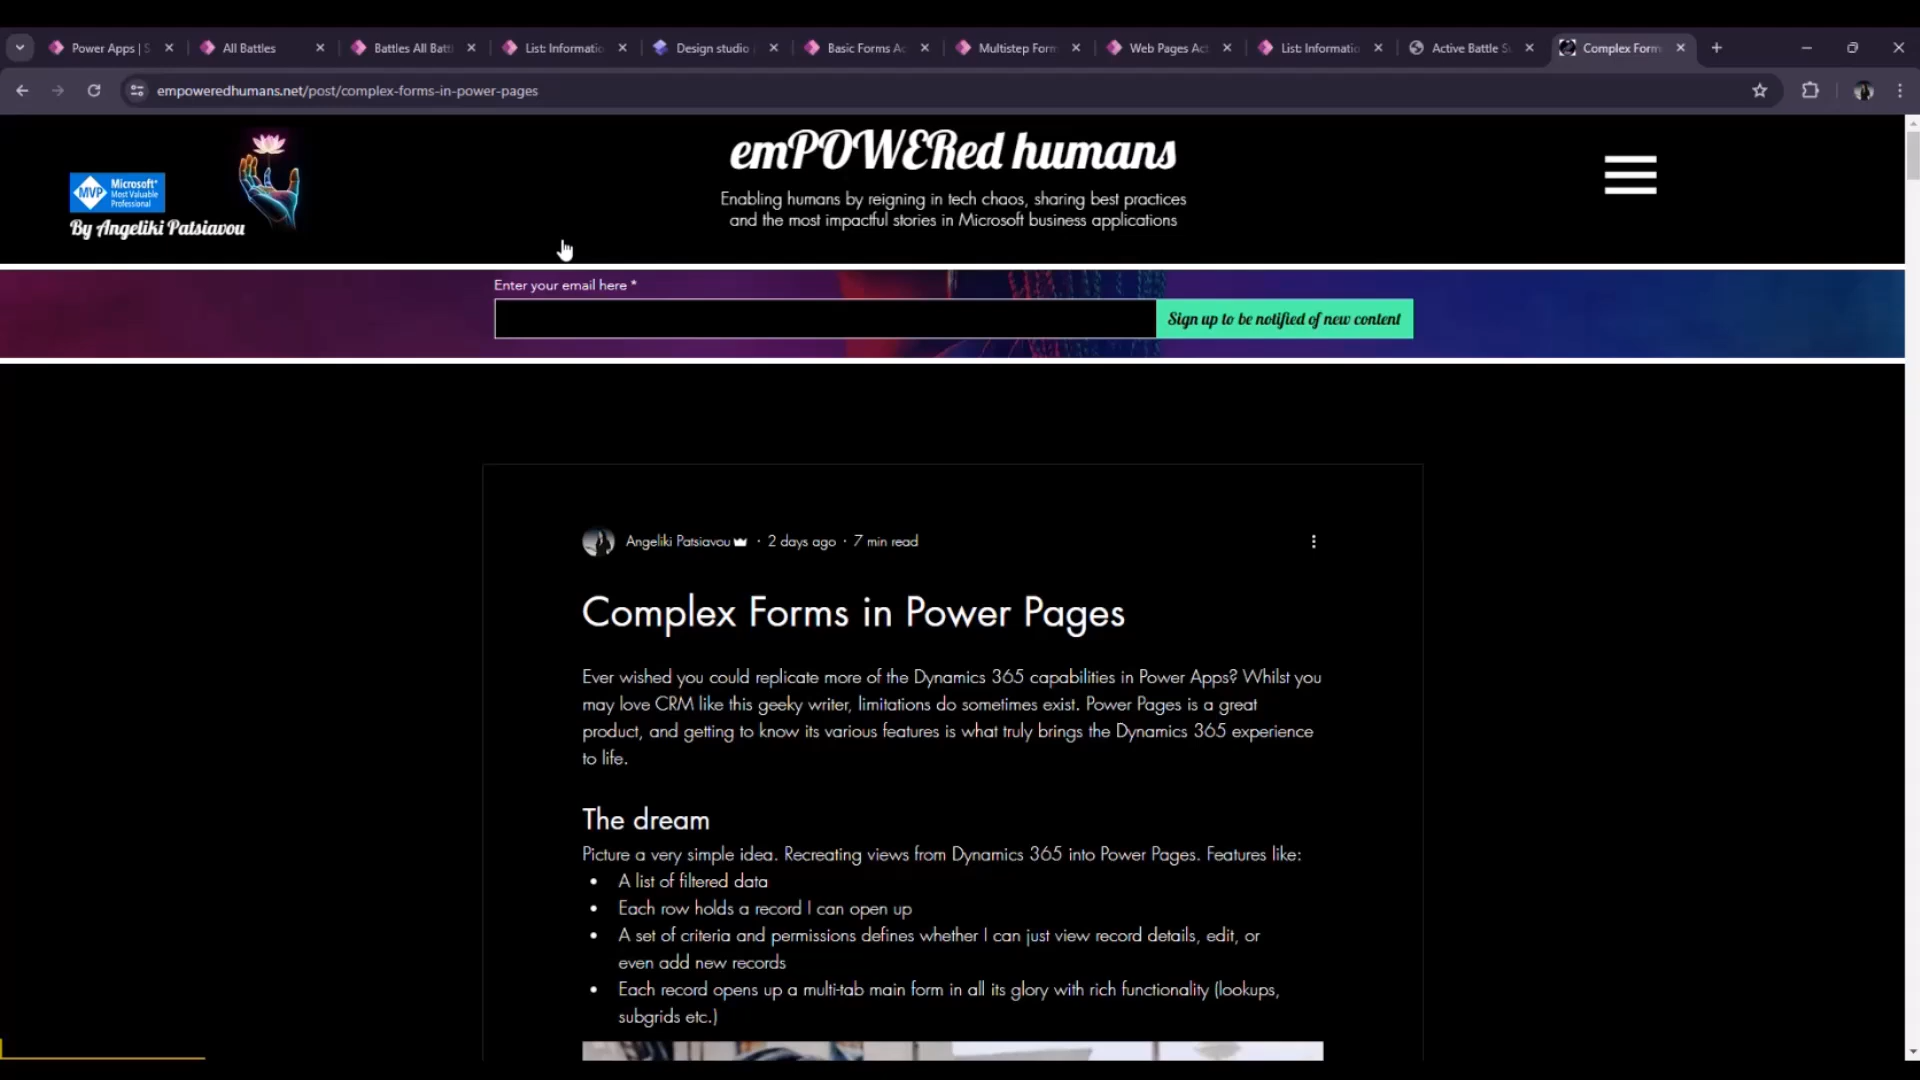 Power Apps | S
All Battles
Battles All Batt
List: Informatio
Design studio
Basic Forms Ac
Multistep Form
Web Pages Act
List: Informatio
Active Battle S
Complex Form
empoweredhumans.net/post/complex-forms-in-power-pages
MVP
Microsoft®
Most Valuable
Professional
By Angeliki Patsiavou
emPOWERed humans
Enabling humans by reigning in tech chaos, sharing best practices
and the most impactful stories in Microsoft business applications
Enter your email here *
Sign up to be notified of new content
Angeliki Patsiavou · 2 days ago · 7 min read
Complex Forms in Power Pages
Ever wished you could replicate more of the Dynamics 365 capabilities in Power Apps? Whilst you
may love CRM like this geeky writer, limitations do sometimes exist. Power Pages is a great
product, and getting to know its various features is what truly brings the Dynamics 365 experience
to life.
The dream
Picture a very simple idea. Recreating views from Dynamics 365 into Power Pages. Features like:
• A list of filtered data
• Each row holds a record I can open up
• A set of criteria and permissions defines whether I can just view record details, edit, or
even add new records
• Each record opens up a multi-tab main form in all its glory with rich functionality (lookups,
subgrids etc.)